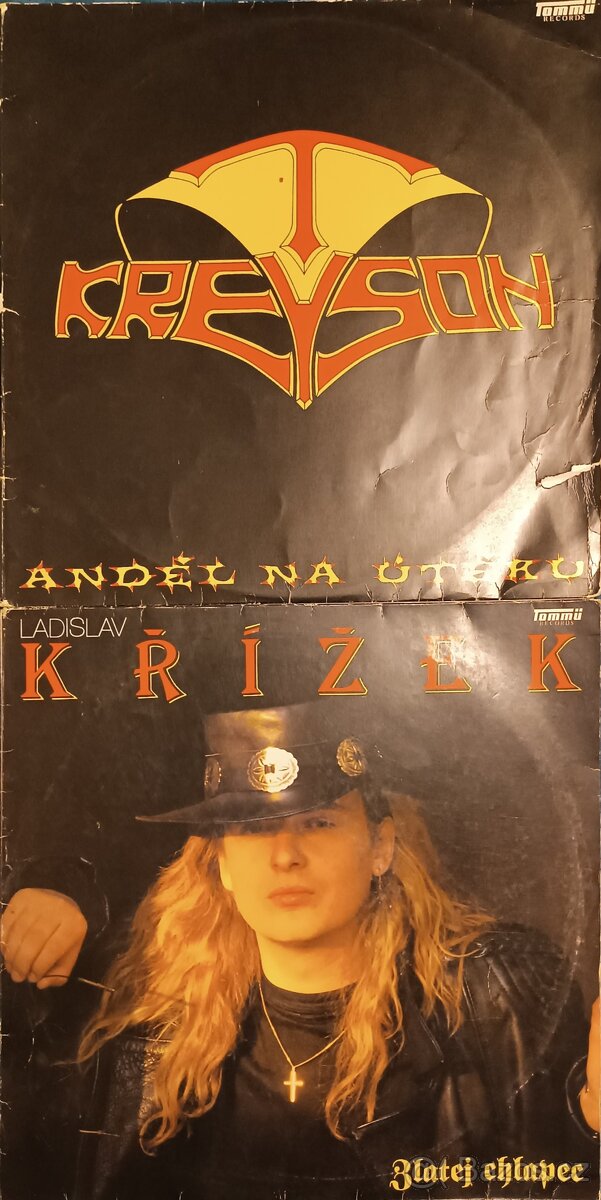 Tommü
RECORDS
KREYSON
ANDĚL NA ÚTĚKU
Tommü
RECORDS
LADISLAV
KŘÍŽEK
Zlatej chlapec